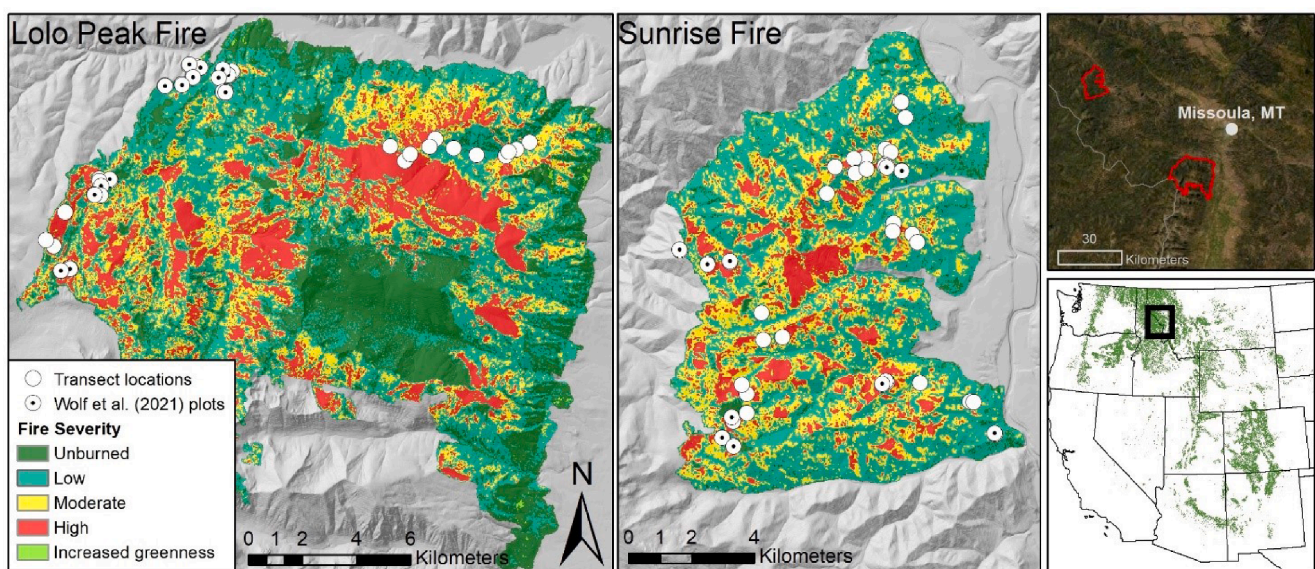 Lolo Peak Fire
Transect locations
Wolf et al. (2021) plots
Fire Severity
Unburned
Low
Moderate
High
Increased greenness
N
0 2 4 6
Kilometers
Sunrise Fire
0 1 2 4
Kilometers
Missoula, MT
30
Kilometers